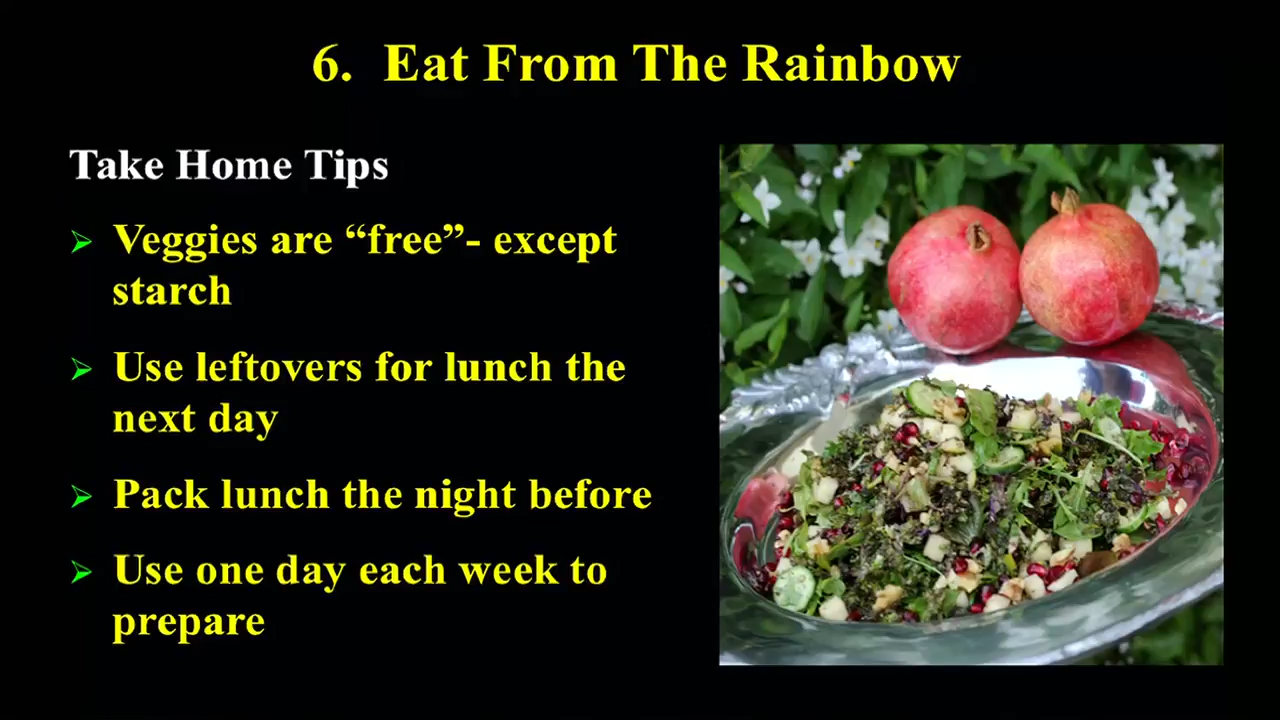 6. Eat From The Rainbow
Take Home Tips
Veggies are “free”- except
starch
Use leftovers for lunch the
next day
Pack lunch the night before
Use one day each week to
prepare